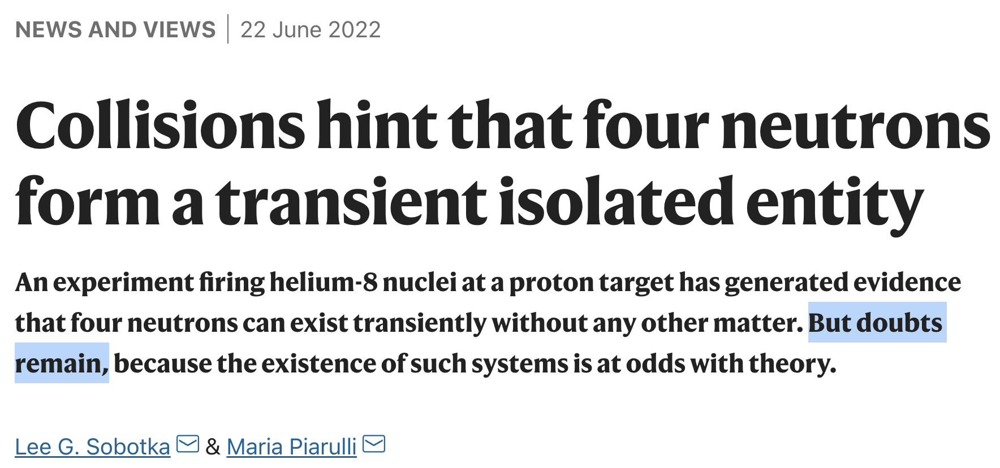 NEWS AND VIEWS | 22 June 2022
Collisions hint that four neutrons
form a transient isolated entity
An experiment firing helium-8 nuclei at a proton target has generated evidence
that four neutrons can exist transiently without any other matter. But doubts
remain, because the existence of such systems is at odds with theory.
Lee G. Sobotka & Maria Piarulli